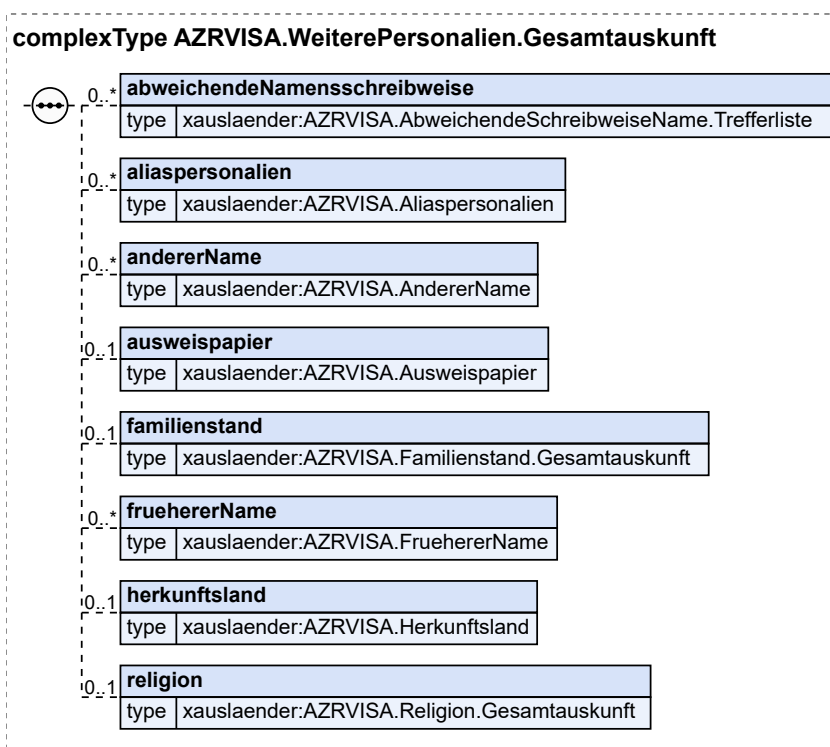 complexType AZRVISA.WeiterePersonalien.Gesamtauskunft
0..* abweichendeNamensschreibweise
type xauslaender:AZRVISA.AbweichendeSchreibweiseName.Trefferliste
0..* aliaspersonalien
type xauslaender:AZRVISA.Aliaspersonalien
0..* andererName
type xauslaender:AZRVISA.AndererName
0..1 ausweispapier
type xauslaender:AZRVISA.Ausweispapier
0..1 familienstand
type xauslaender:AZRVISA.Familienstand.Gesamtauskunft
0..* fruehererName
type xauslaender:AZRVISA.FruehererName
0..1 herkunftsland
type xauslaender:AZRVISA.Herkunftsland
0..1 religion
type xauslaender:AZRVISA.Religion.Gesamtauskunft